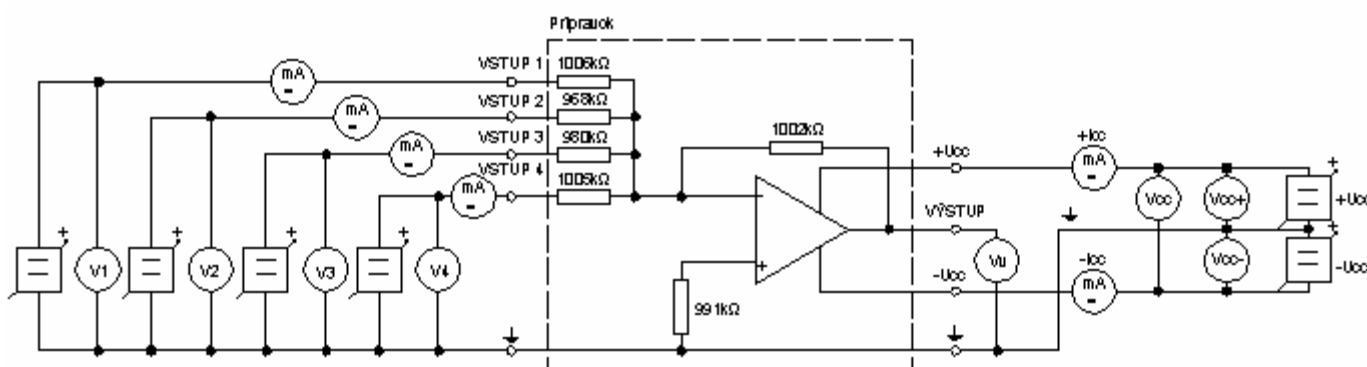 Prípravok
VSTUP 1
1006kΩ
mA
VSTUP 2
968kΩ
mA
VSTUP 3
980kΩ
mA
VSTUP 4
1005kΩ
mA
1002kΩ
+Ucc
+Icc
mA
VÝSTUP
Vcc
Vcc+
+Ucc
V1
V2
V3
V4
-Ucc
Vu
-Icc
mA
Vcc-
-Ucc
991kΩ